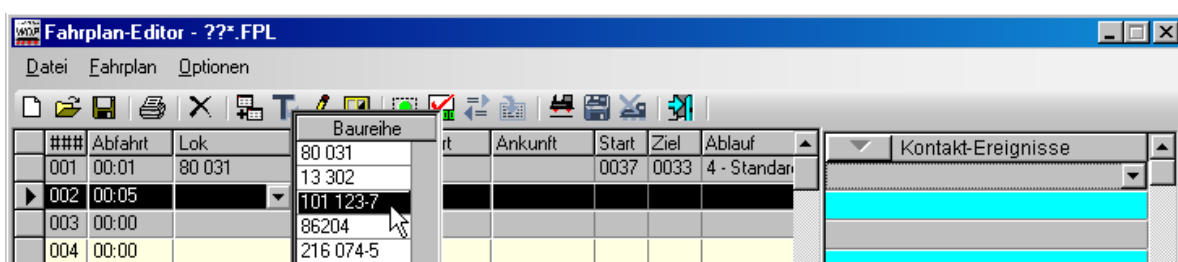 Fahrplan-Editor - ??*.FPL
Datei Fahrplan Optionen
### Abfahrt Lok rt Ankunft Start Ziel Ablauf
001 00:01 80 031 0037 0033 4 - Standar
002 00:05
003 00:00
004 00:00
Baureihe
80 031
13 302
101 123-7
86204
216 074-5
Kontakt-Ereignisse